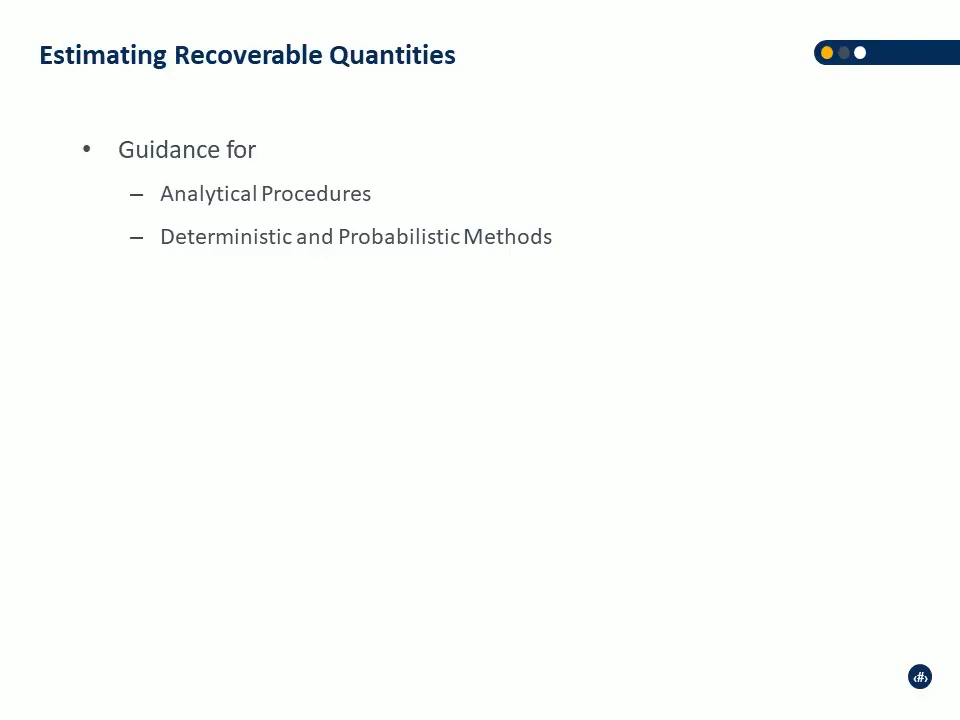 Estimating Recoverable Quantities
• Guidance for
– Analytical Procedures
– Deterministic and Probabilistic Methods
‹#›